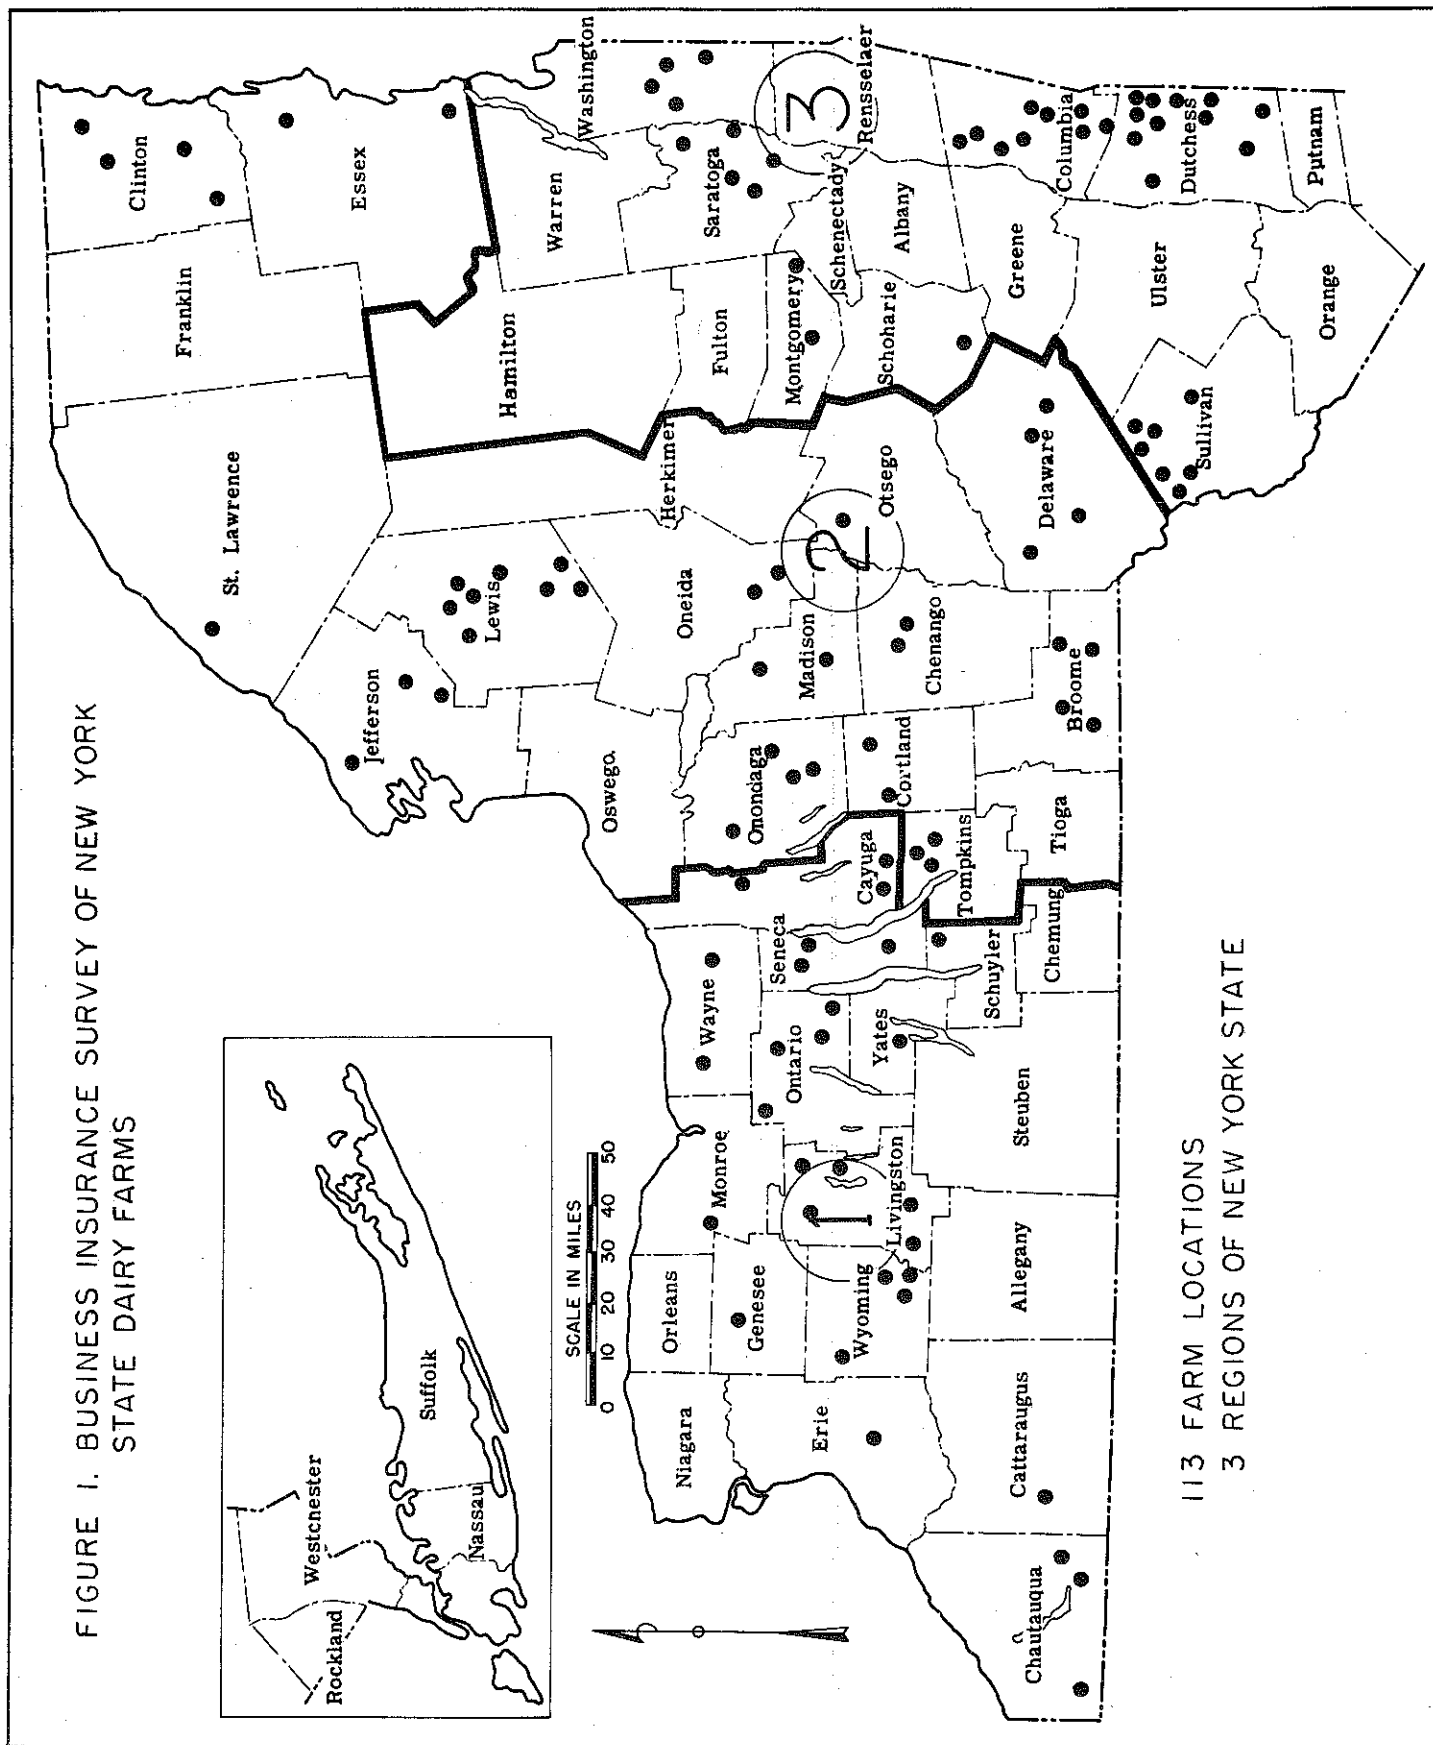 FIGURE 1. BUSINESS INSURANCE SURVEY OF NEW YORK
STATE DAIRY FARMS
Rockland
Westchester
Nassau
Suffolk
SCALE IN MILES
0 10 20 30 40 50
Clinton
Franklin
St. Lawrence
Essex
Jefferson
Lewis
Hamilton
Warren
Washington
Oswego
Oneida
Herkimer
Fulton
Saratoga
Niagara
Orleans
Monroe
Wayne
Genesee
Erie
Wyoming
Livingston
Ontario
Seneca
Yates
Cayuga
Onondaga
Madison
Montgomery
Schenectady
Rensselaer
1
2
3
Cortland
Chenango
Otsego
Schoharie
Albany
Chautauqua
Cattaraugus
Allegany
Steuben
Schuyler
Chemung
Tompkins
Tioga
Broome
Delaware
Greene
Columbia
Ulster
Dutchess
Sullivan
Orange
Putnam
113 FARM LOCATIONS
3 REGIONS OF NEW YORK STATE